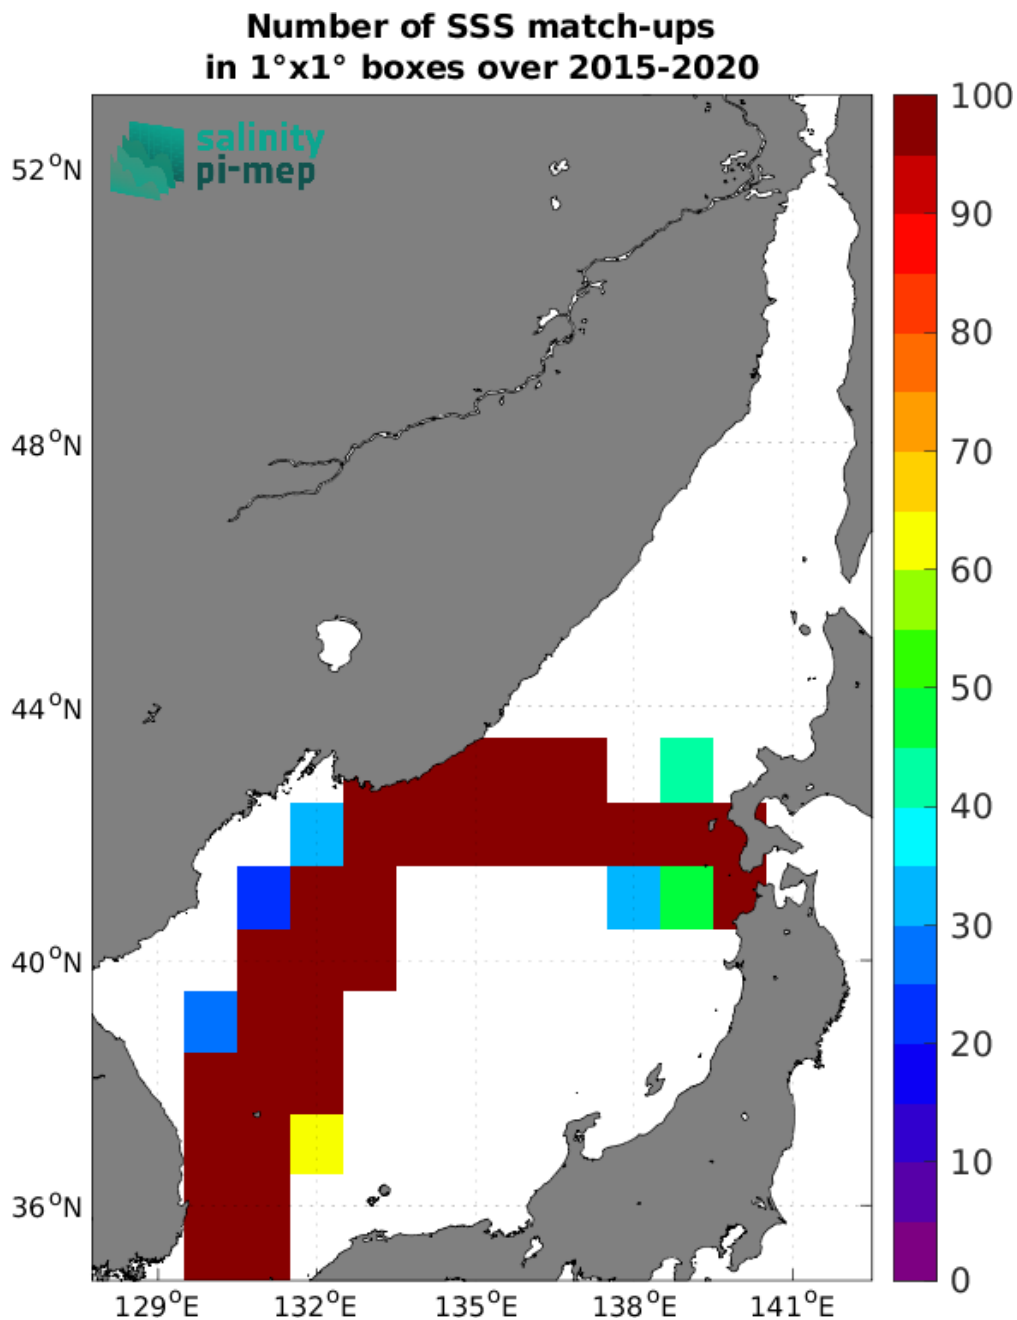 Number of SSS match-ups
in 1°x1° boxes over 2015-2020
salinity
pi-mep
52°N
48°N
44°N
40°N
36°N
129°E
132°E
135°E
138°E
141°E
100
90
80
70
60
50
40
30
20
10
0